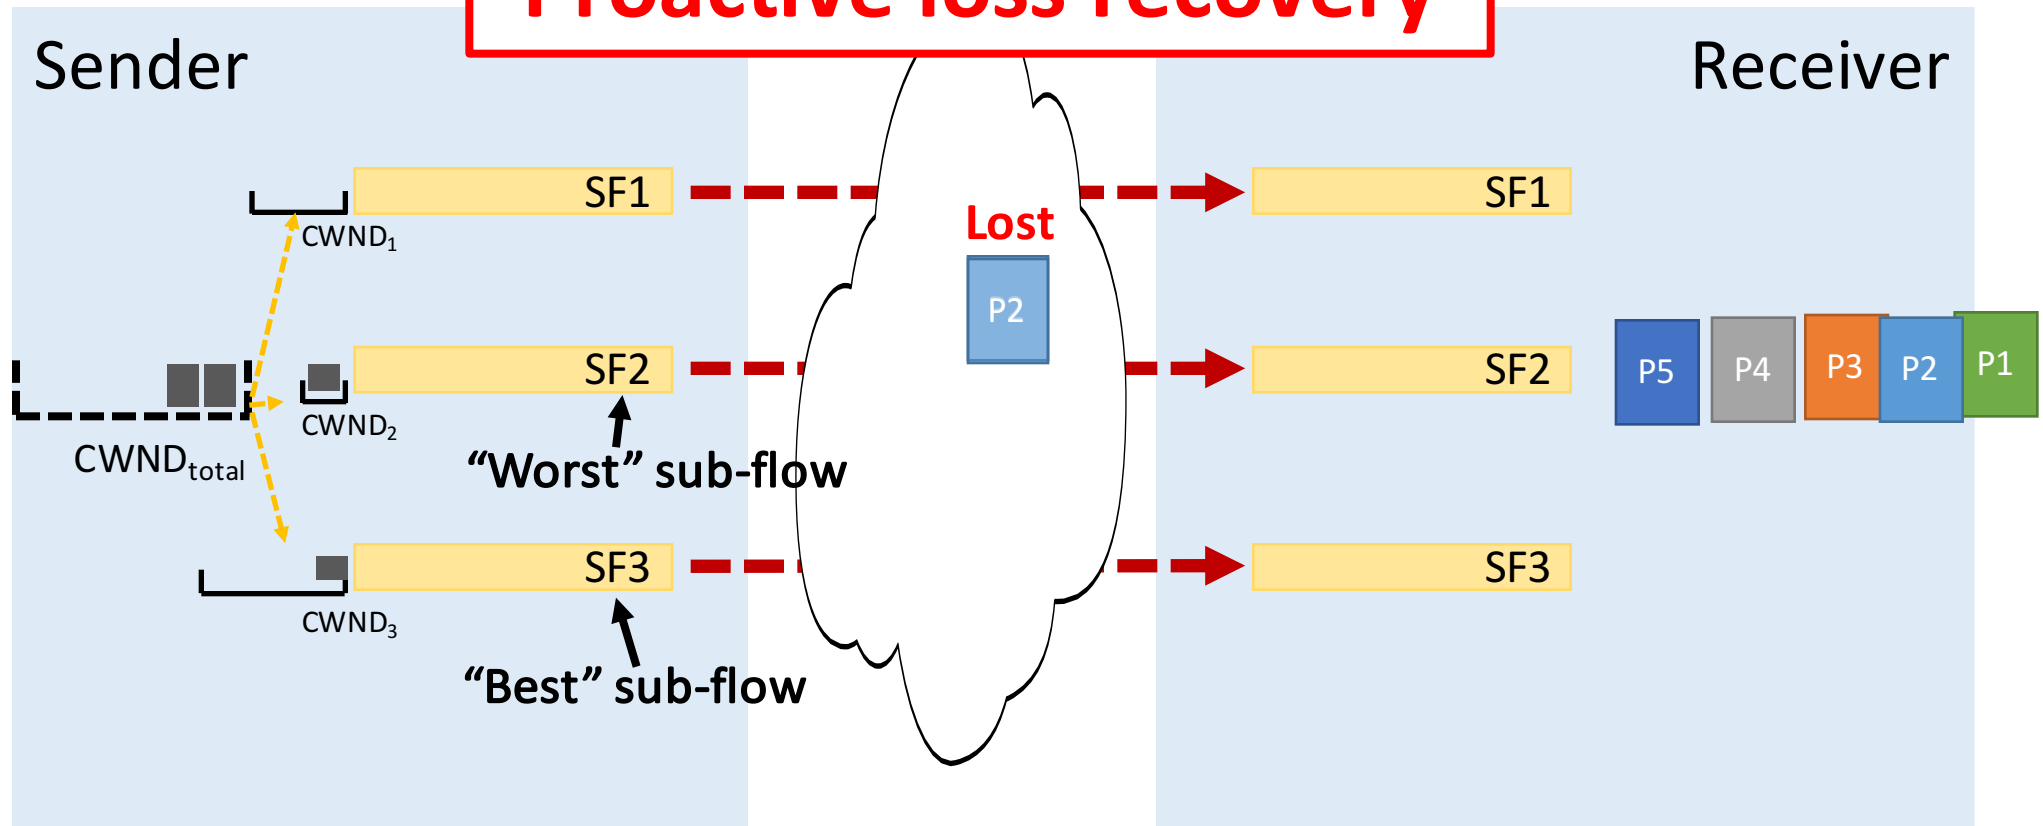 Proactive loss recovery
Sender
Receiver
SF1
SF1
CWND1
Lost
P2
SF2
SF2
P5
P4
P3
P2
P1
CWND2
CWNDtotal
“Worst” sub-flow
SF3
SF3
CWND3
“Best” sub-flow